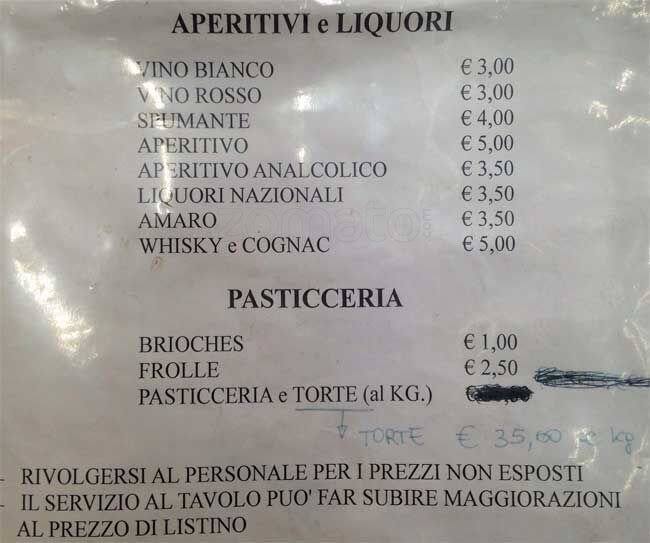 APERITIVI e LIQUORI
VINO BIANCO € 3,00
VINO ROSSO € 3,00
SPUMANTE € 4,00
APERITIVO € 5,00
APERITIVO ANALCOLICO € 3,50
LIQUORI NAZIONALI € 3,50
AMARO € 3,50
WHISKY e COGNAC € 5,00
zomato.com
PASTICCERIA
BRIOCHES € 1,00
FROLLE € 2,50
PASTICCERIA e TORTE (al KG.)
TORTE € 35,00 kg
- RIVOLGERSI AL PERSONALE PER I PREZZI NON ESPOSTI
- IL SERVIZIO AL TAVOLO PUO' FAR SUBIRE MAGGIORAZIONI
AL PREZZO DI LISTINO